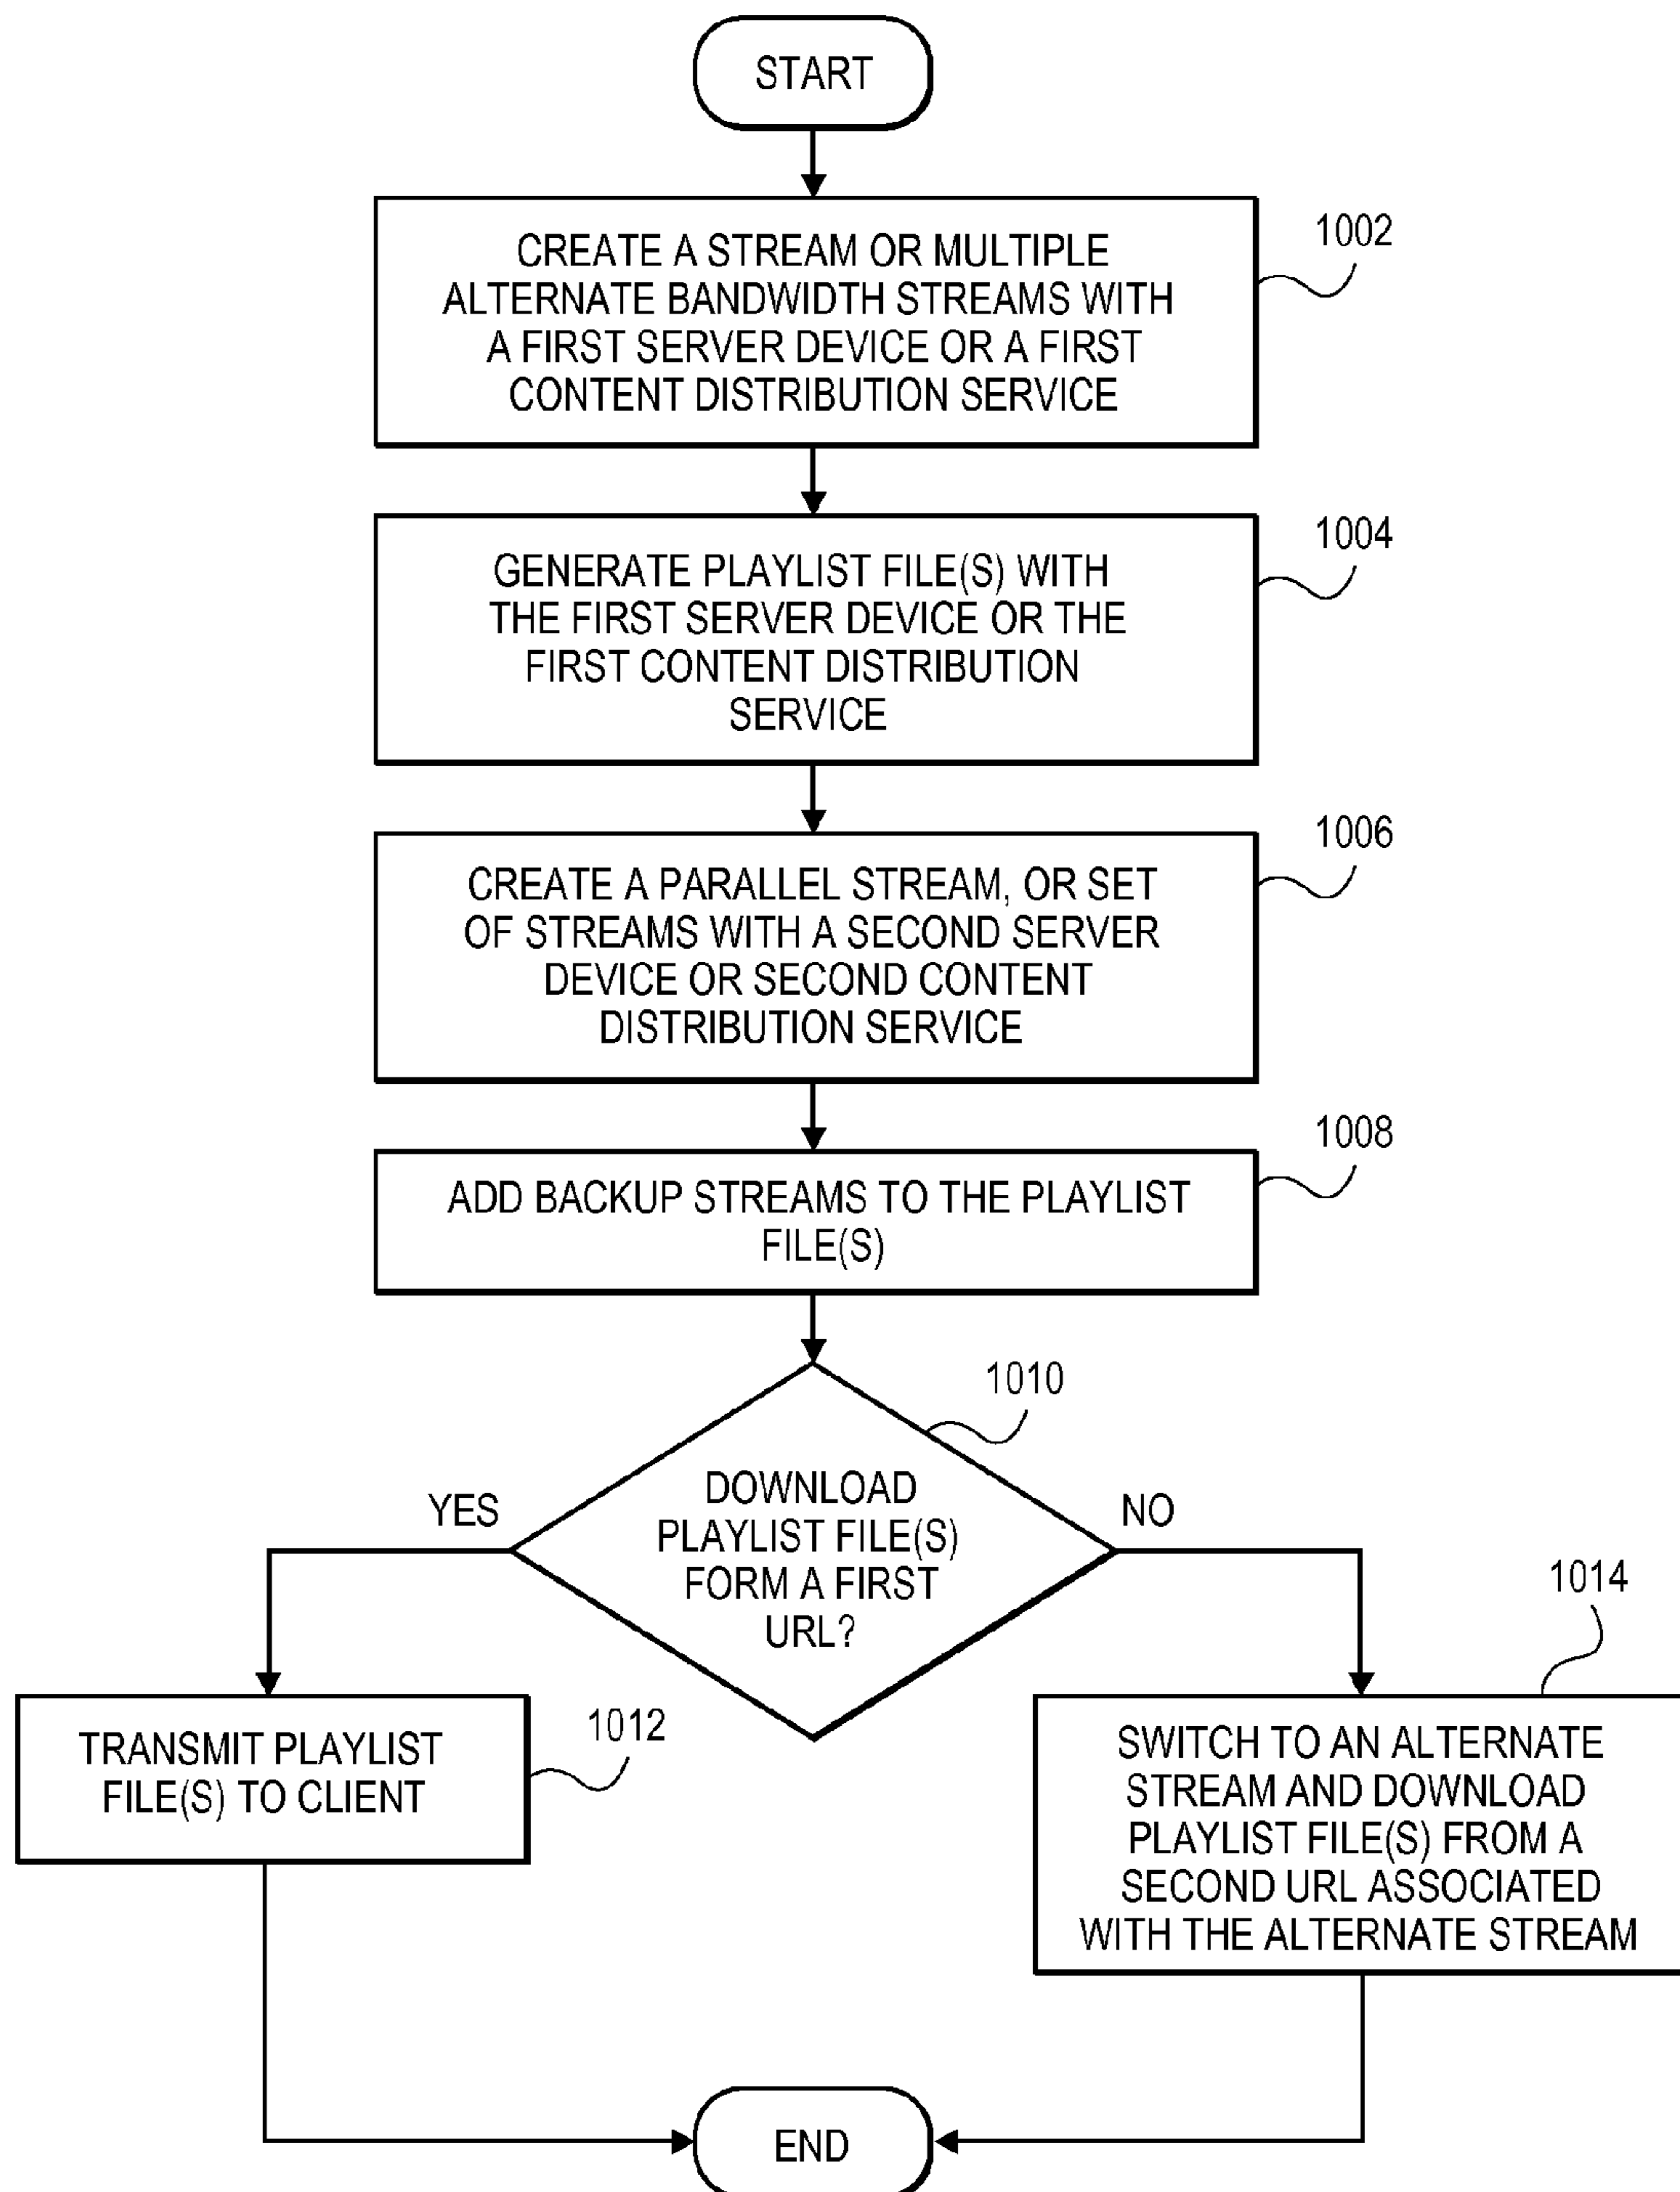 START
CREATE A STREAM OR MULTIPLE
ALTERNATE BANDWIDTH STREAMS WITH
A FIRST SERVER DEVICE OR A FIRST
CONTENT DISTRIBUTION SERVICE
1002
GENERATE PLAYLIST FILE(S) WITH
THE FIRST SERVER DEVICE OR THE
FIRST CONTENT DISTRIBUTION
SERVICE
1004
CREATE A PARALLEL STREAM, OR SET
OF STREAMS WITH A SECOND SERVER
DEVICE OR SECOND CONTENT
DISTRIBUTION SERVICE
1006
ADD BACKUP STREAMS TO THE PLAYLIST
FILE(S)
1008
DOWNLOAD
PLAYLIST FILE(S)
FORM A FIRST
URL?
1010
YES
NO
TRANSMIT PLAYLIST
FILE(S) TO CLIENT
1012
SWITCH TO AN ALTERNATE
STREAM AND DOWNLOAD
PLAYLIST FILE(S) FROM A
SECOND URL ASSOCIATED
WITH THE ALTERNATE STREAM
1014
END